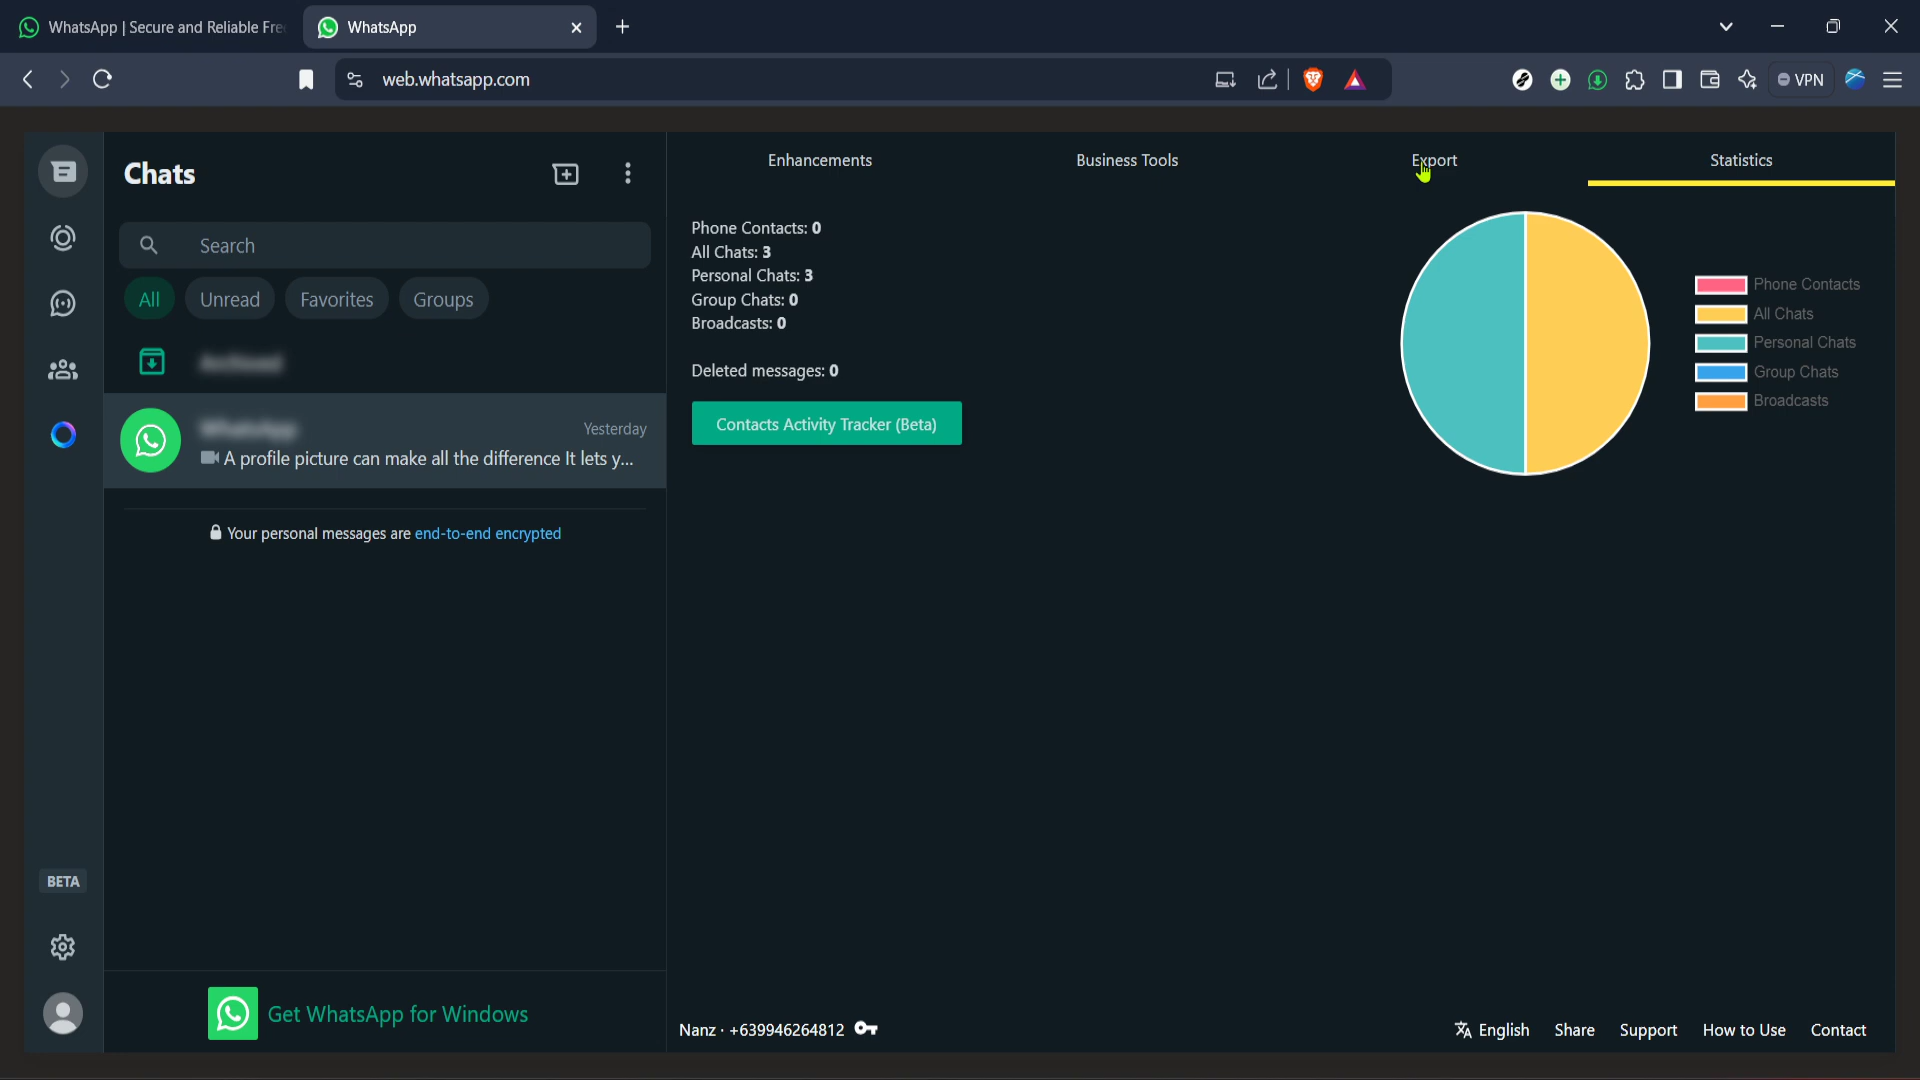 WhatsApp | Secure and Reliable Fre
WhatsApp
web.whatsapp.com
VPN
Chats
Search
All
Unread
Favorites
Groups
Yesterday
A profile picture can make all the difference It lets y...
Your personal messages are end-to-end encrypted
BETA
Get WhatsApp for Windows
Enhancements
Business Tools
Export
Statistics
Phone Contacts: 0
All Chats: 3
Personal Chats: 3
Group Chats: 0
Broadcasts: 0
Deleted messages: 0
Contacts Activity Tracker (Beta)
Phone Contacts
All Chats
Personal Chats
Group Chats
Broadcasts
Nanz · +639946264812
English
Share
Support
How to Use
Contact